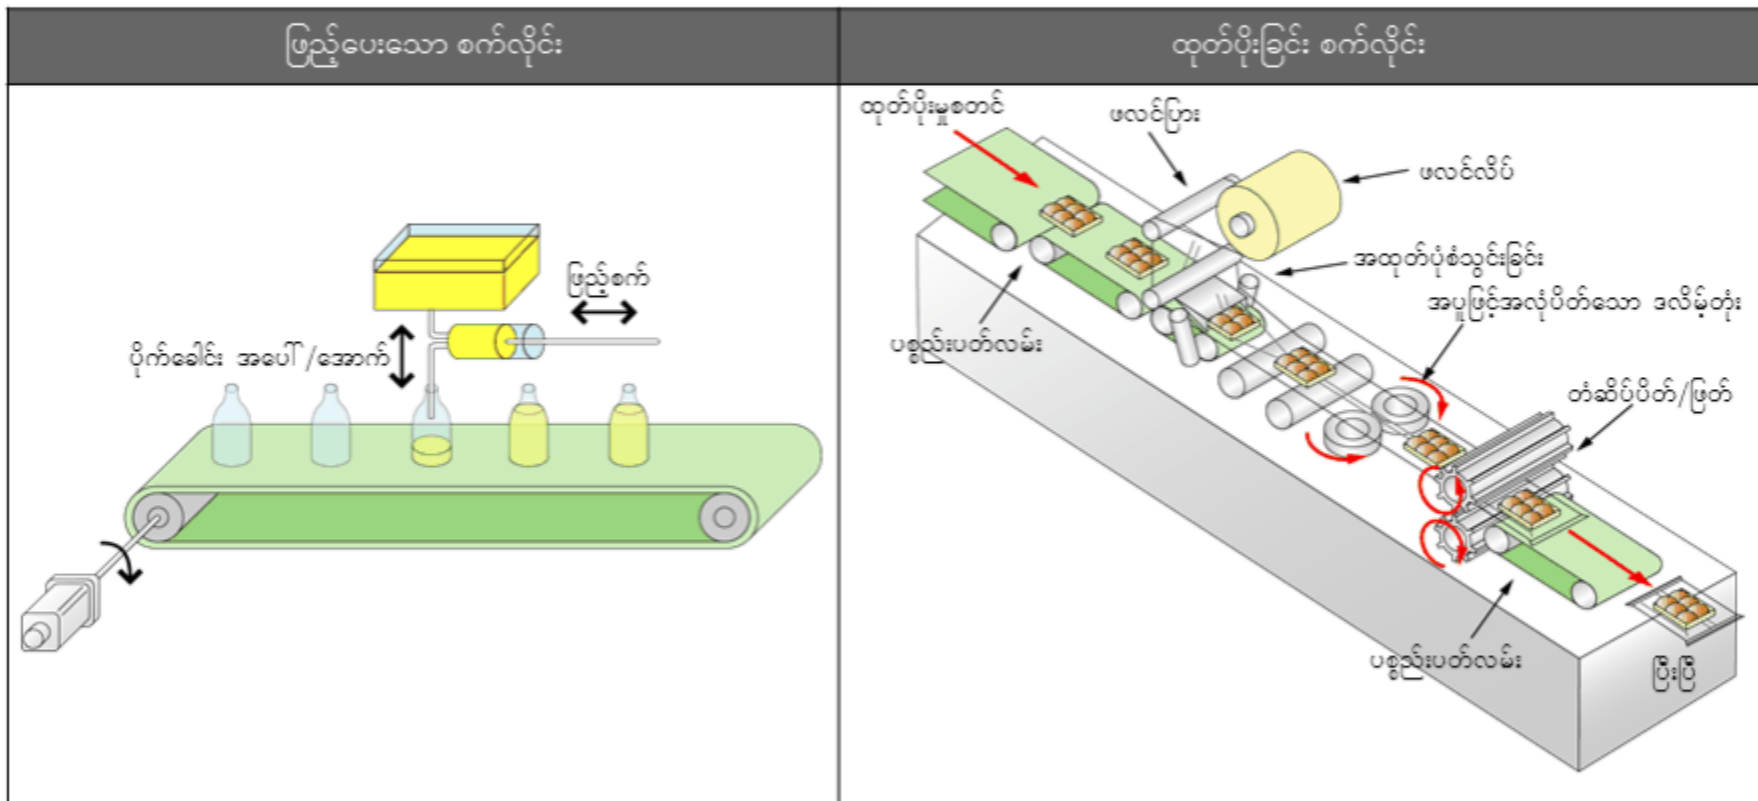 ဖြည့်ပေးသော စက်လိုင်း
ထုတ်ပိုးခြင်း စက်လိုင်း
ဖြည့်စက်
ပိုက်ခေါင်း အပေါ်/အောက်
ထုတ်ပိုးမှုစတင်
ဖလင်ပြား
ဖလင်လိပ်
အထုတ်ပုံစံသွင်းခြင်း
အပူဖြင့်အလုံပိတ်သော ဒလိမ့်တုံး
ပစ္စည်းပတ်လမ်း
တံဆိပ်ပိတ်/ဖြတ်
ပစ္စည်းပတ်လမ်း
ပြီးပြီ